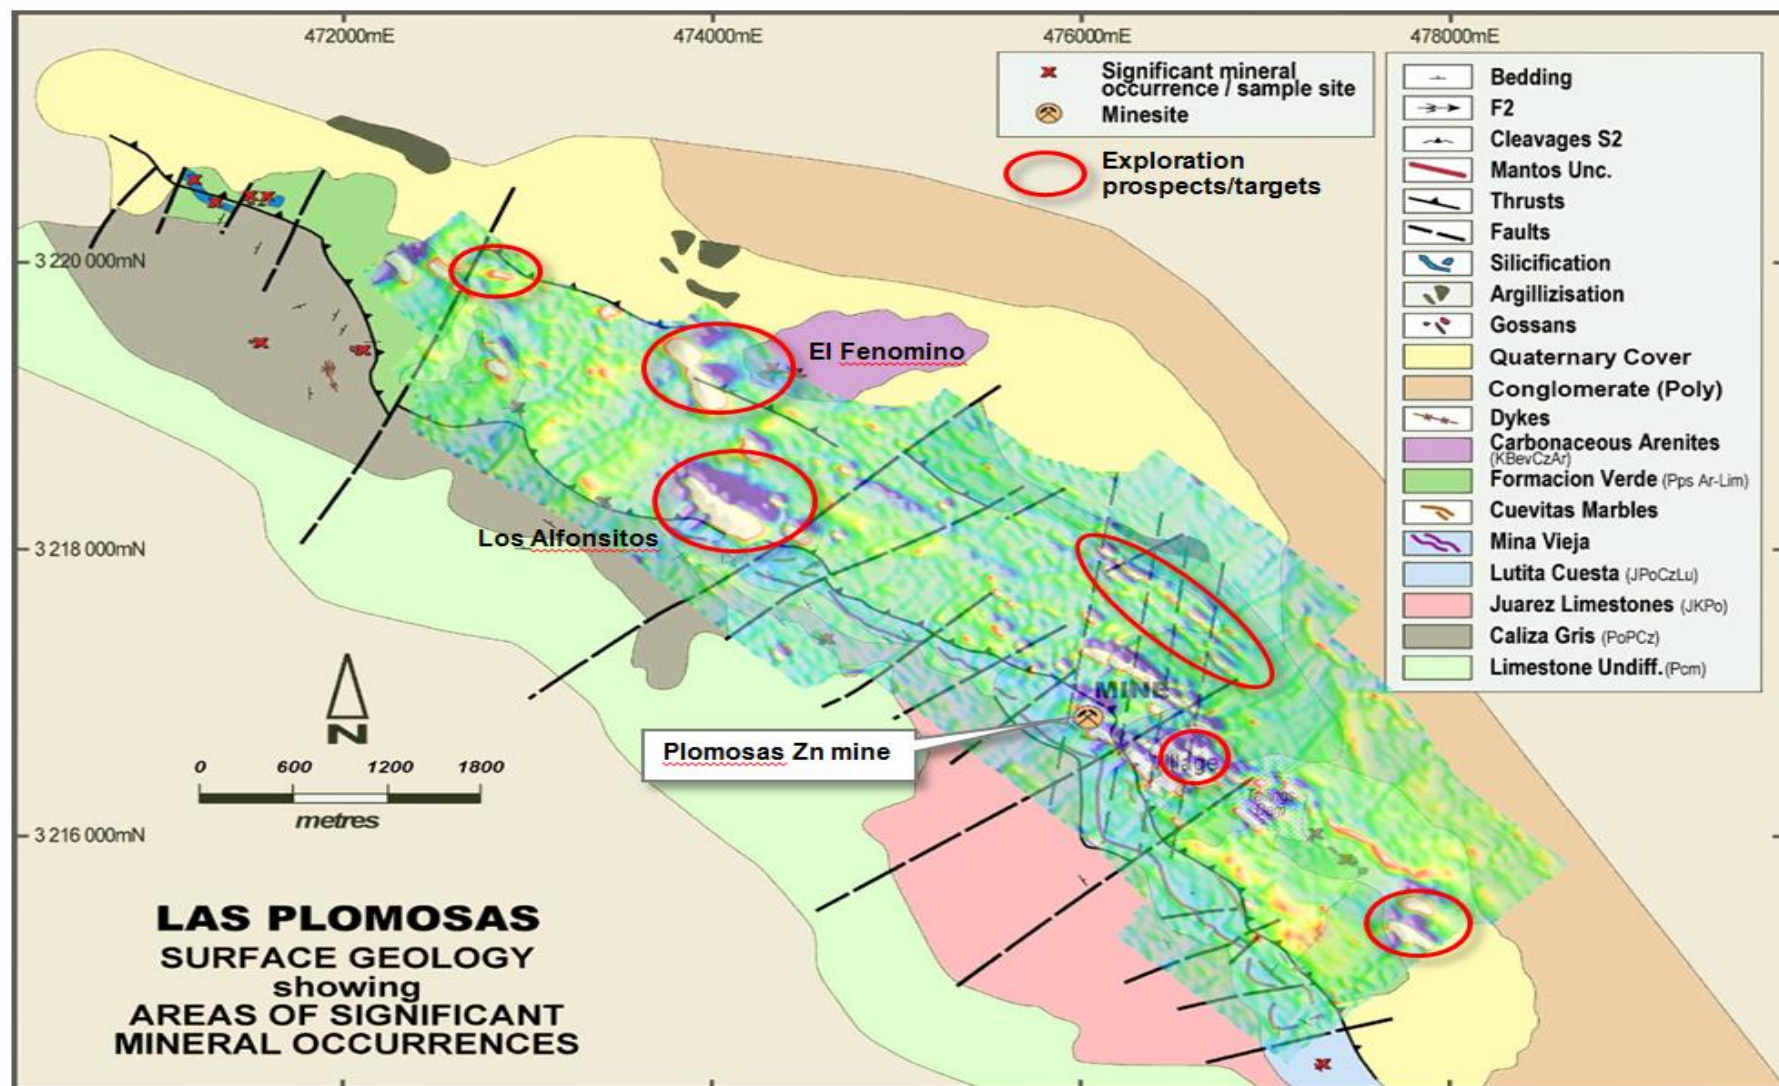 472000mE
474000mE
476000mE
478000mE
Significant mineral
occurrence / sample site
Minesite
Exploration
prospects/targets
Bedding
F2
Cleavages S2
Mantos Unc.
Thrusts
Faults
Silicification
Argillizisation
Gossans
Quaternary Cover
Conglomerate (Poly)
Dykes
Carbonaceous Arenites
(KBevCzAr)
Formacion Verde (Pps Ar-Lim)
Cuevitas Marbles
Mina Vieja
Lutita Cuesta (JPoCzLu)
Juarez Limestones (JKPo)
Caliza Gris (PoPCz)
Limestone Undiff.(Pcm)
3 220 000mN
El Fenomino
3 218 000mN
Los Alfonsitos
MINE
Plomosas Zn mine
Village
N
0 600 1200 1800
metres
3 216 000mN
LAS PLOMOSAS
SURFACE GEOLOGY
showing
AREAS OF SIGNIFICANT
MINERAL OCCURRENCES